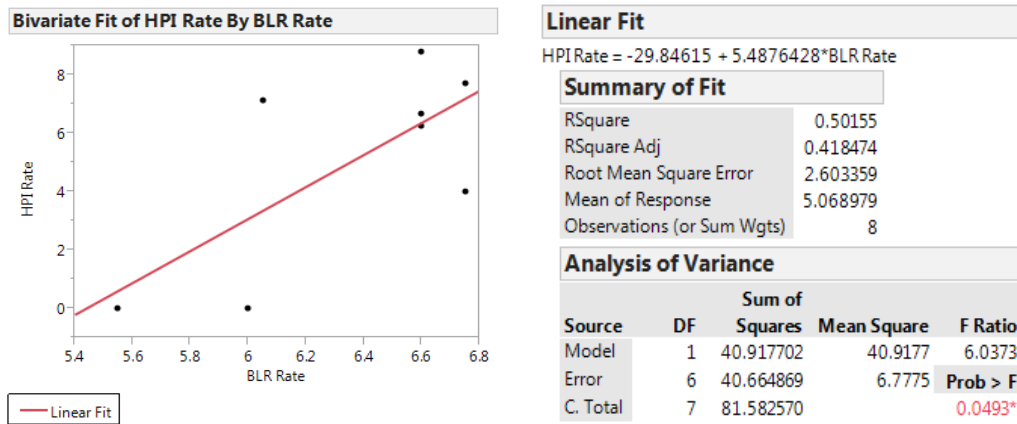 Bivariate Fit of HPI Rate By BLR Rate
8
6
4
2
0
HPI Rate
5.4 5.6 5.8 6 6.2 6.4 6.6 6.8
BLR Rate
Linear Fit
Linear Fit
HPI Rate = -29.84615 + 5.4876428*BLR Rate
Summary of Fit
RSquare 0.50155
RSquare Adj 0.418474
Root Mean Square Error 2.603359
Mean of Response 5.068979
Observations (or Sum Wgts) 8
Analysis of Variance
Sum of
Source DF Squares Mean Square F Ratio
Model 1 40.917702 40.9177 6.0373
Error 6 40.664869 6.7775 Prob > F
C. Total 7 81.582570 0.0493*